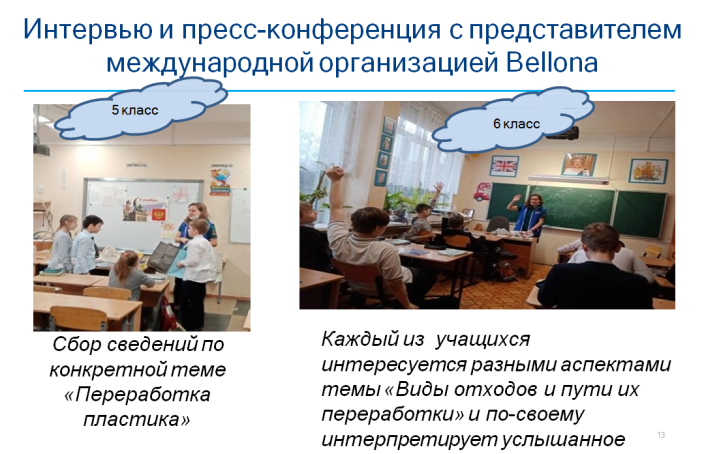 Интервью и пресс-конференция с представителем
международной организацией Bellona
5 класс
6 класс
Сбор сведений по
конкретной теме
«Переработка
пластика»
Каждый из учащихся
интересуется разными аспектами
темы «Виды отходов и пути их
переработки» и по-своему
интерпретирует услышанное
13